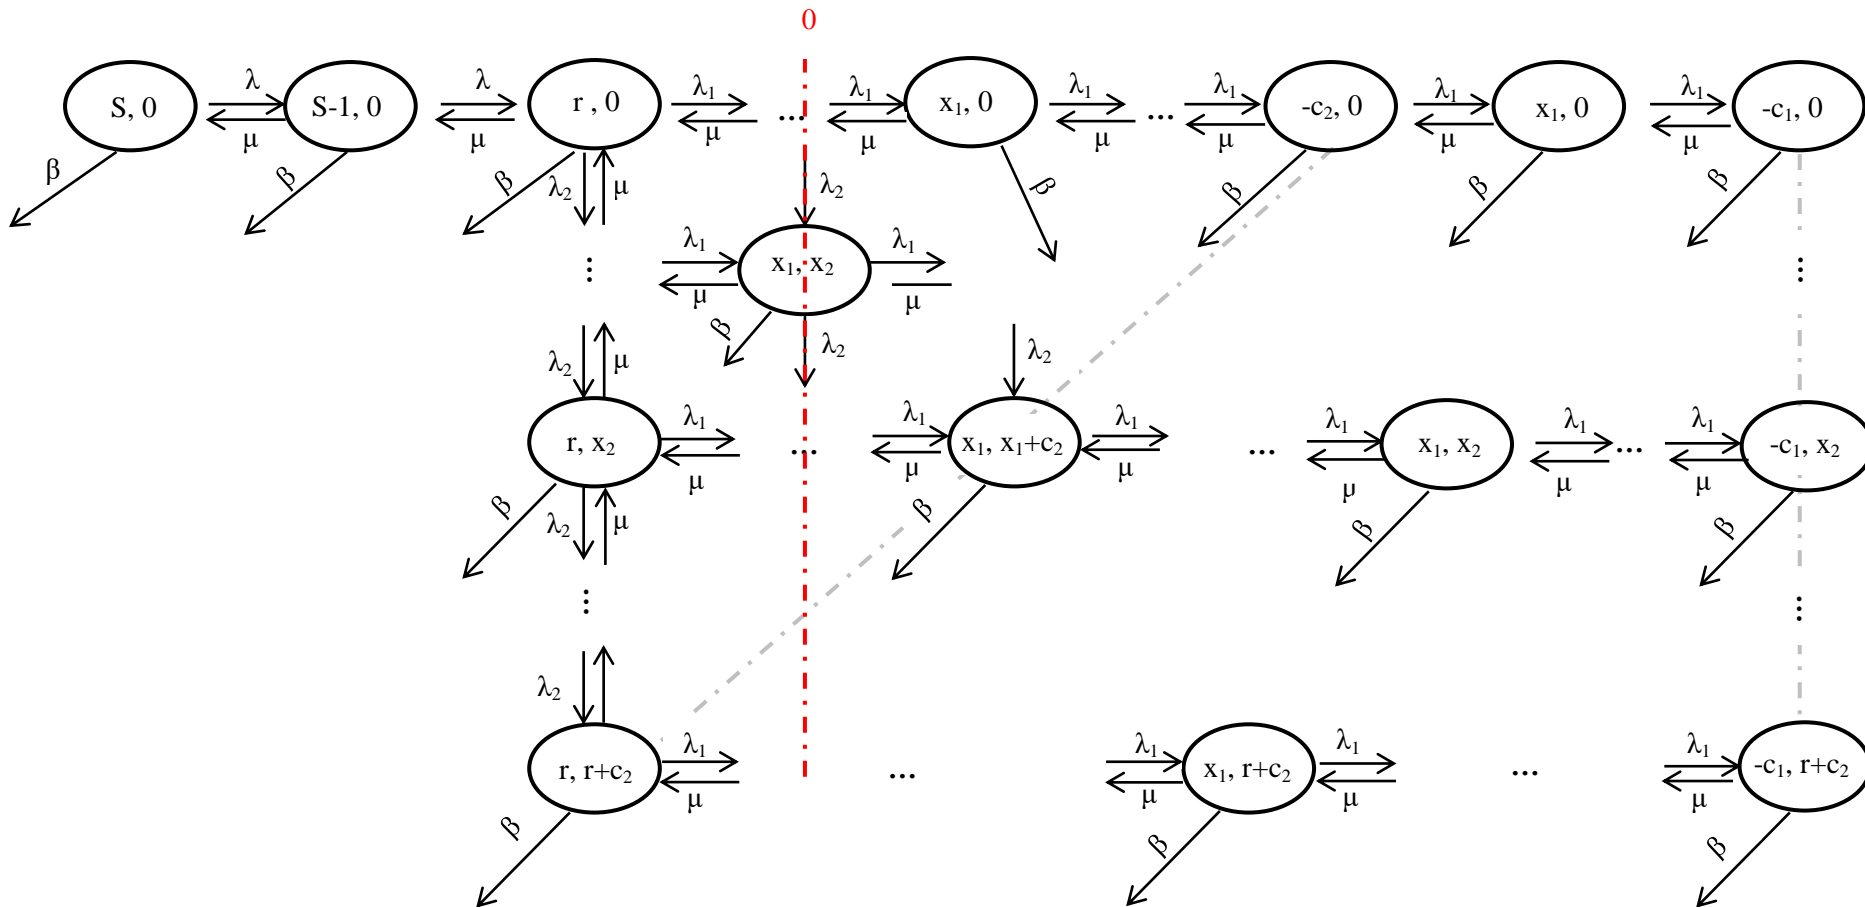 0
λ λ λ₁ λ₁ λ₁ λ₁ λ₁ λ₁
S, 0 S-1, 0 r , 0 ... x₁, 0 ... -c₂, 0 x₁, 0 -c₁, 0
μ μ μ μ μ μ μ μ
β β β λ₂ μ λ₂ β β β β
λ₁ λ₁
... x₁, x₂ ...
μ μ
β
λ₂ μ λ₂ λ₂
λ₁ λ₁ λ₁ λ₁ λ₁ λ₁
r, x₂ ... x₁, x₁+c₂ ... x₁, x₂ ... -c₁, x₂
μ μ μ μ μ μ
β λ₂ μ β β β
... ...
λ₂
λ₁ λ₁ λ₁ λ₁
r, r+c₂ ... x₁, r+c₂ ... -c₁, r+c₂
μ μ μ μ
β β β